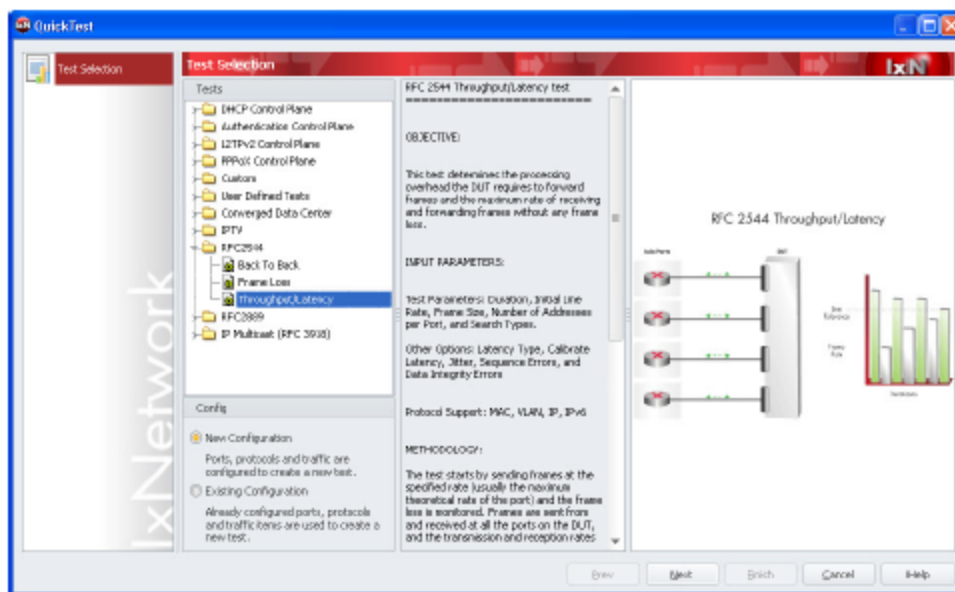 QuickTest
Test Selection
Test Selection
IxN
Tests
DHCP Control Plane
Authentication Control Plane
L2TPv2 Control Plane
PPPoX Control Plane
Custom
User Defined Tests
Converged Data Center
IPTV
RFC2544
Back To Back
Frame Loss
Throughput/Latency
RFC2889
IP Multicast (RFC 3918)
Config
New Configuration
Ports, protocols and traffic are
configured to create a new test.
Existing Configuration
Already configured ports, protocols
and traffic items are used to create a
new test.
IxNetwork
RFC 2544 Throughput/Latency test
OBJECTIVE:
This test determines the processing
overhead the DUT requires to forward
frames and the maximum rate of receiving
and forwarding frames without any frame
loss.
INPUT PARAMETERS:
Test Parameters: Duration, Initial Line
Rate, Frame Size, Number of Addresses
per Port, and Search Types.
Other Options: Latency Type, Calibrate
Latency, Jitter, Sequence Errors, and
Data Integrity Errors
Protocol Support: MAC, VLAN, IP, IPv6
METHODOLOGY:
The test starts by sending frames at the
specified rate (usually the maximum
theoretical rate of the port) and the frame
loss is monitored. Frames are sent from
and received at all the ports on the DUT,
and the transmission and reception rates
RFC 2544 Throughput/Latency
DUT
Frame
Rate
Prev
Next
Finish
Cancel
Help